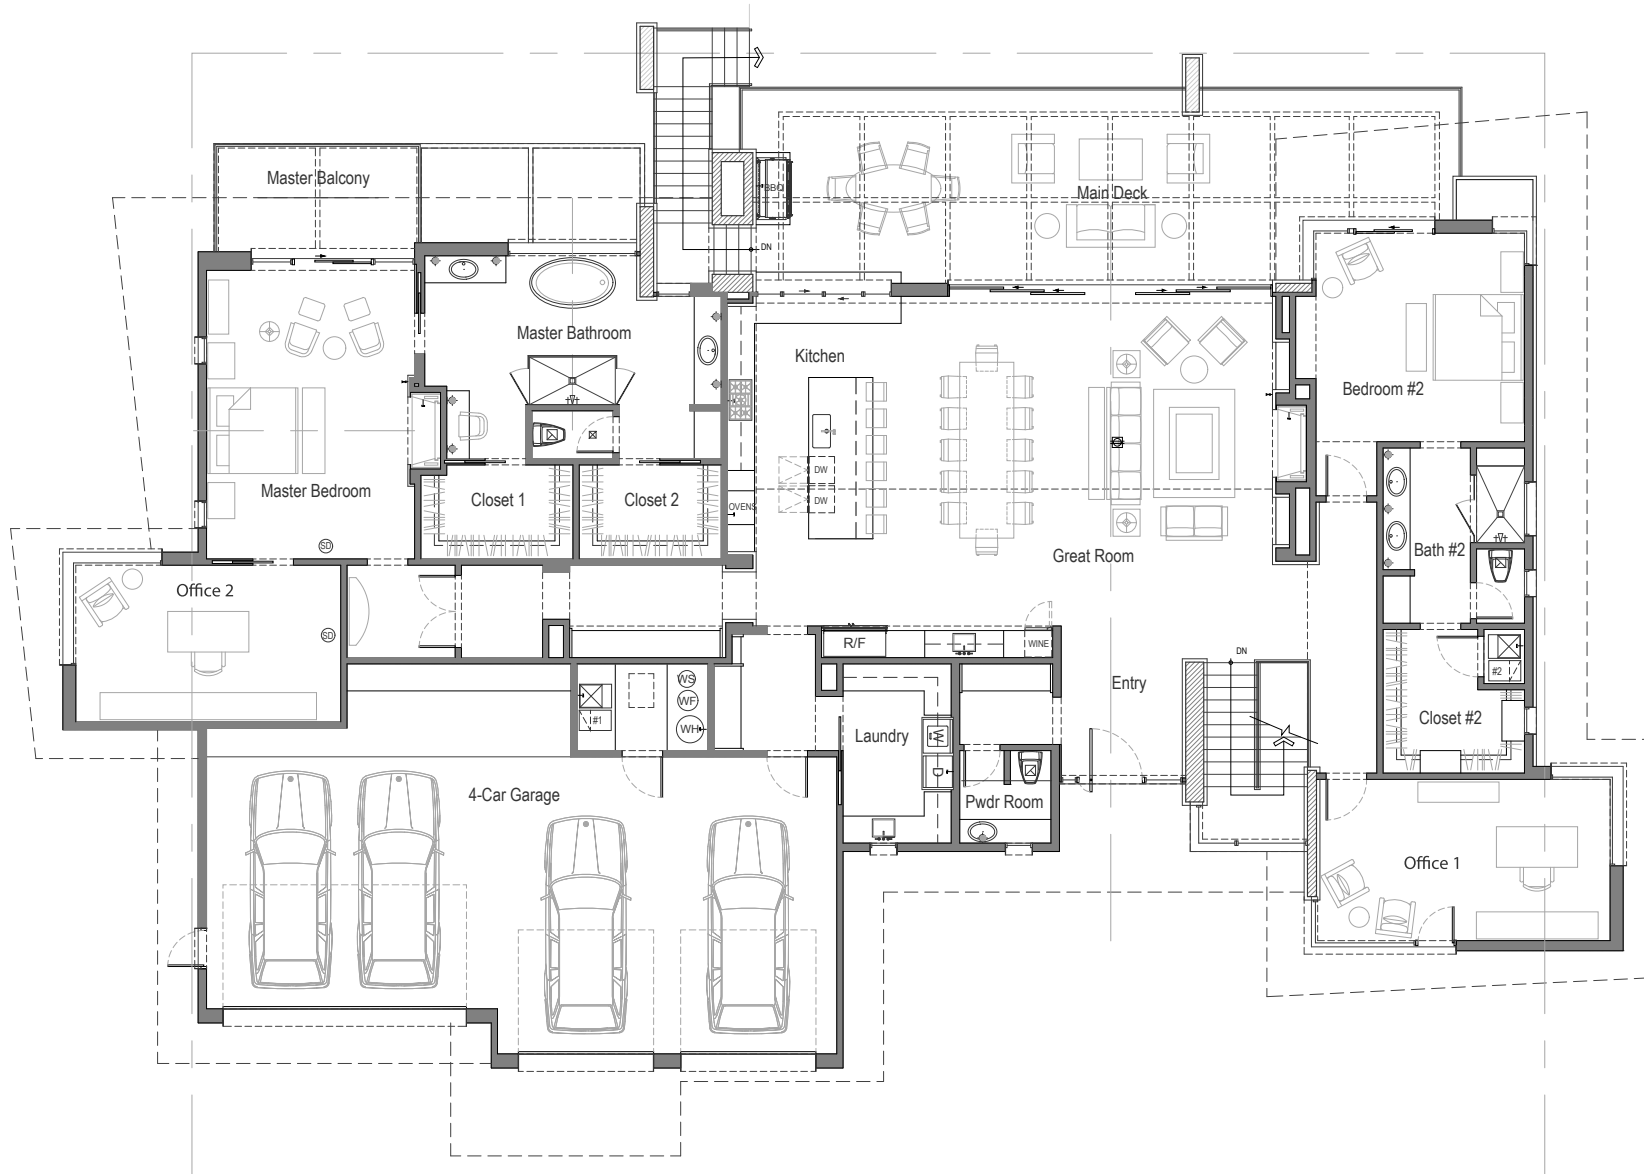 Master Balcony
BBQ
Main Deck
DN
Master Bathroom
Kitchen
Bedroom #2
Master Bedroom
Closet 1
Closet 2
DW
DW
OVENS
Great Room
Bath #2
SD
Office 2
SD
R/F
WINE
DN
Entry
#2
WS
WF
WH
#1
Laundry
W
D
Closet #2
4-Car Garage
Pwdr Room
Office 1